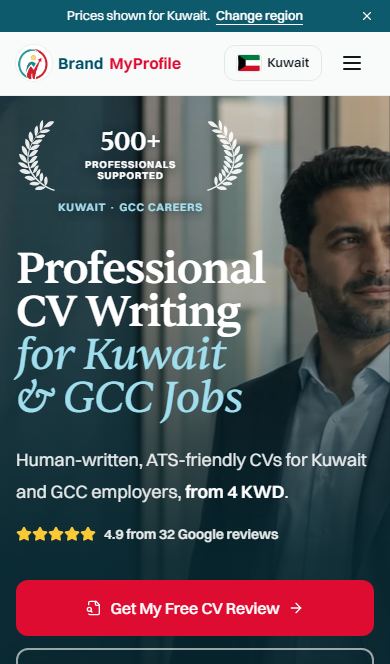 Prices shown for Kuwait. Change region
Brand MyProfile
Kuwait
500+
PROFESSIONALS
SUPPORTED
KUWAIT · GCC CAREERS
Professional
CV Writing
for Kuwait
& GCC Jobs
Human-written, ATS-friendly CVs for Kuwait
and GCC employers, from 4 KWD.
4.9 from 32 Google reviews
Get My Free CV Review